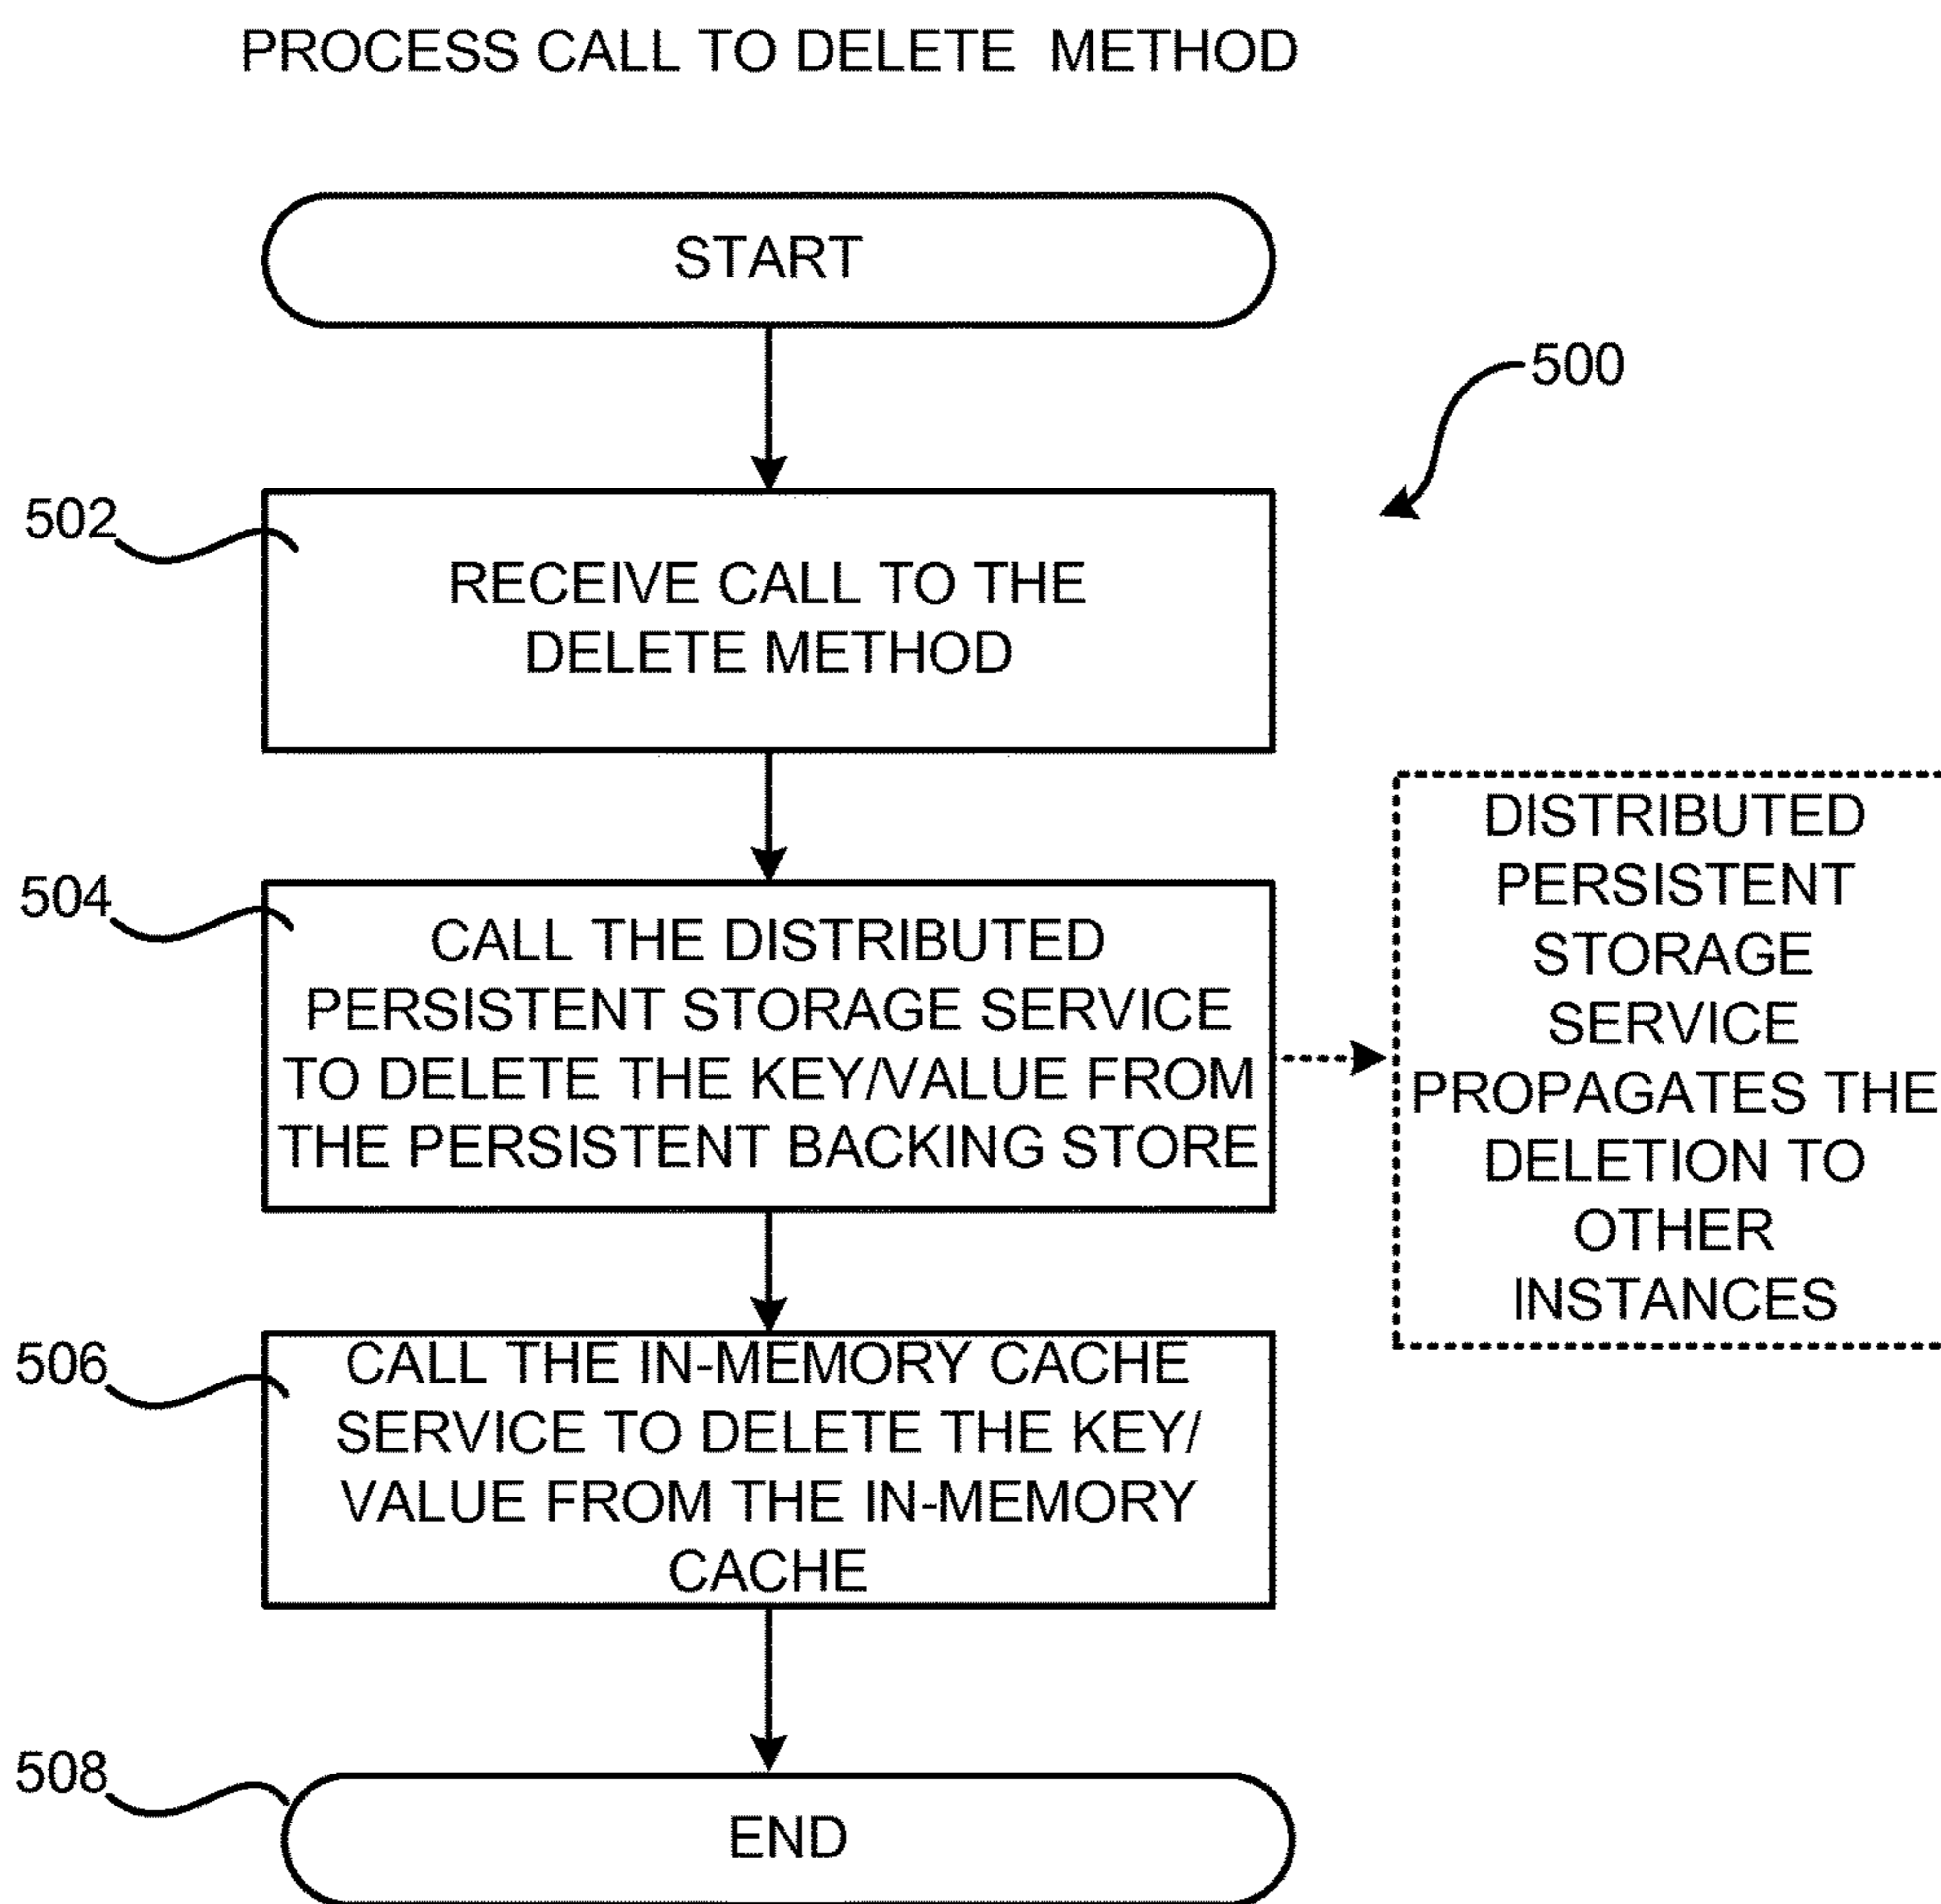 PROCESS CALL TO DELETE METHOD
START
500
502
RECEIVE CALL TO THE
DELETE METHOD
504
CALL THE DISTRIBUTED
PERSISTENT STORAGE SERVICE
TO DELETE THE KEY/VALUE FROM
THE PERSISTENT BACKING STORE
DISTRIBUTED
PERSISTENT
STORAGE
SERVICE
PROPAGATES THE
DELETION TO
OTHER
INSTANCES
506
CALL THE IN-MEMORY CACHE
SERVICE TO DELETE THE KEY/
VALUE FROM THE IN-MEMORY
CACHE
508
END